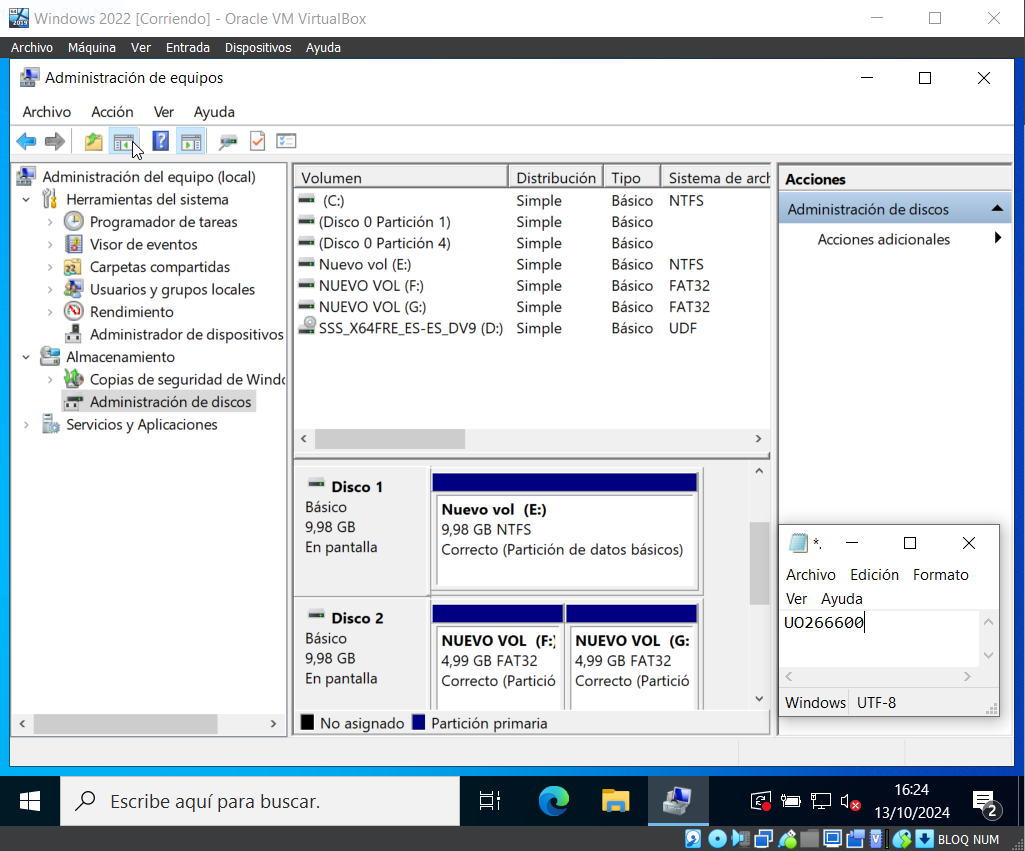 Windows 2022 [Corriendo] - Oracle VM VirtualBox
Archivo Máquina Ver Entrada Dispositivos Ayuda
Administración de equipos
Archivo Acción Ver Ayuda
Administración del equipo (local)
Herramientas del sistema
Programador de tareas
Visor de eventos
Carpetas compartidas
Usuarios y grupos locales
Rendimiento
Administrador de dispositivos
Almacenamiento
Copias de seguridad de Windo
Administración de discos
Servicios y Aplicaciones
Volumen Distribución Tipo Sistema de arch
(C:) Simple Básico NTFS
(Disco 0 Partición 1) Simple Básico
(Disco 0 Partición 4) Simple Básico
Nuevo vol (E:) Simple Básico NTFS
NUEVO VOL (F:) Simple Básico FAT32
NUEVO VOL (G:) Simple Básico FAT32
SSS_X64FRE_ES-ES_DV9 (D:) Simple Básico UDF
Disco 1
Básico
9,98 GB
En pantalla
Nuevo vol (E:)
9,98 GB NTFS
Correcto (Partición de datos básicos)
Disco 2
Básico
9,98 GB
En pantalla
NUEVO VOL (F:)
4,99 GB FAT32
Correcto (Partició
NUEVO VOL (G:
4,99 GB FAT32
Correcto (Partició
No asignado Partición primaria
Acciones
Administración de discos
Acciones adicionales
*.
Archivo Edición Formato
Ver Ayuda
UO266600
Windows UTF-8
Escribe aquí para buscar.
16:24
13/10/2024
2
BLOQ NUM